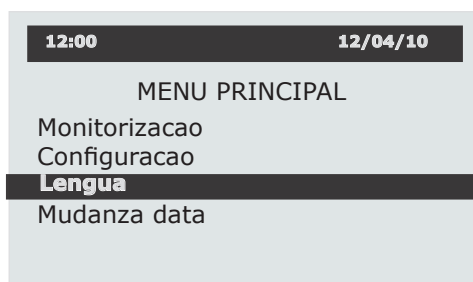 12:00 12/04/10
MENU PRINCIPAL
Monitorizacao
Configuracao
Lengua
Mudanza data